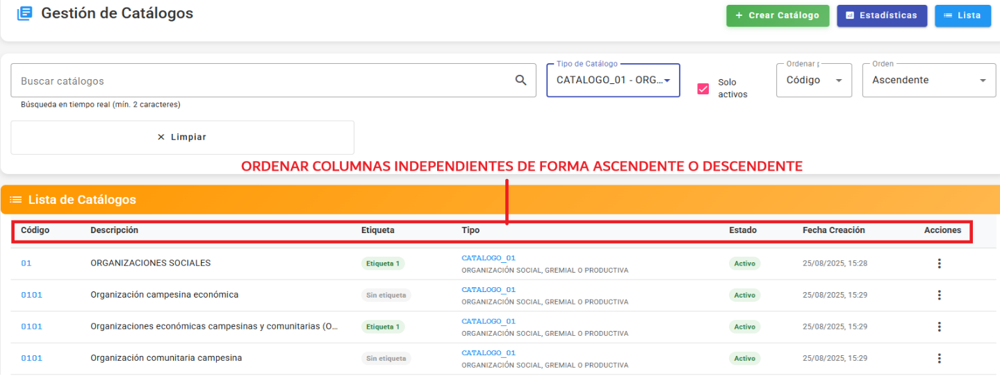 Gestión de Catálogos
+ Crear Catálogo
Estadísticas
Lista
Buscar catálogos
Búsqueda en tiempo real (mín. 2 caracteres)
Tipo de Catálogo
CATALOGO_01 - ORG...
Solo
activos
Ordenar
Código
Orden
Ascendente
× Limpiar
ORDENAR COLUMNAS INDEPENDIENTES DE FORMA ASCENDENTE O DESCENDENTE
Lista de Catálogos
Código Descripción Etiqueta Tipo Estado Fecha Creación Acciones
01 ORGANIZACIONES SOCIALES Etiqueta 1 CATALOGO_01 Activo 25/08/2025, 15:28
ORGANIZACIÓN SOCIAL, GREMIAL O PRODUCTIVA
0101 Organización campesina económica Sin etiqueta CATALOGO_01 Activo 25/08/2025, 15:29
ORGANIZACIÓN SOCIAL, GREMIAL O PRODUCTIVA
0101 Organizaciones económicas campesinas y comunitarias (O... Etiqueta 1 CATALOGO_01 Activo 25/08/2025, 15:29
ORGANIZACIÓN SOCIAL, GREMIAL O PRODUCTIVA
0101 Organización comunitaria campesina Sin etiqueta CATALOGO_01 Activo 25/08/2025, 15:29
ORGANIZACIÓN SOCIAL, GREMIAL O PRODUCTIVA